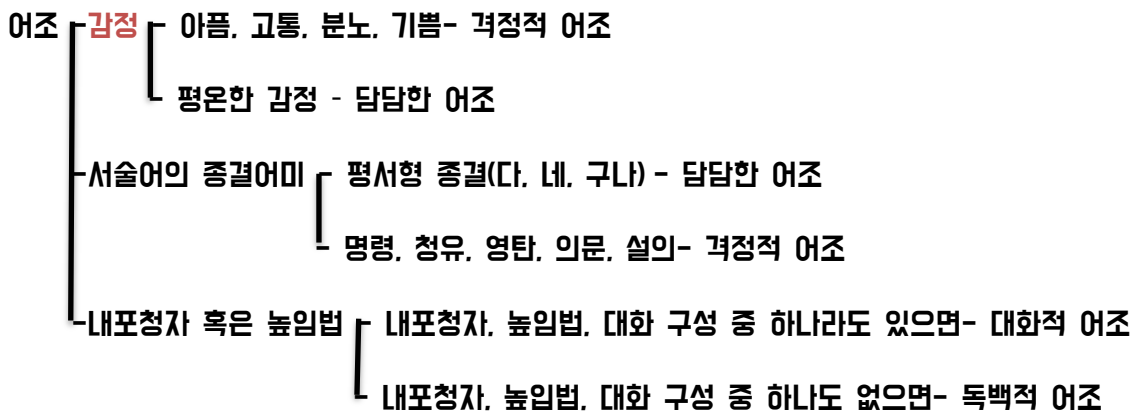 어조 감정 아픔, 고통, 분노, 기쁨- 격정적 어조
평온한 감정 - 담담한 어조
서술어의 종결어미 평서형 종결(다, 네, 구나) - 담담한 어조
명령, 청유, 영탄, 의문, 설의- 격정적 어조
내포청자 혹은 높임법 내포청자, 높임법, 대화 구성 중 하나라도 있으면- 대화적 어조
내포청자, 높임법, 대화 구성 중 하나도 없으면- 독백적 어조